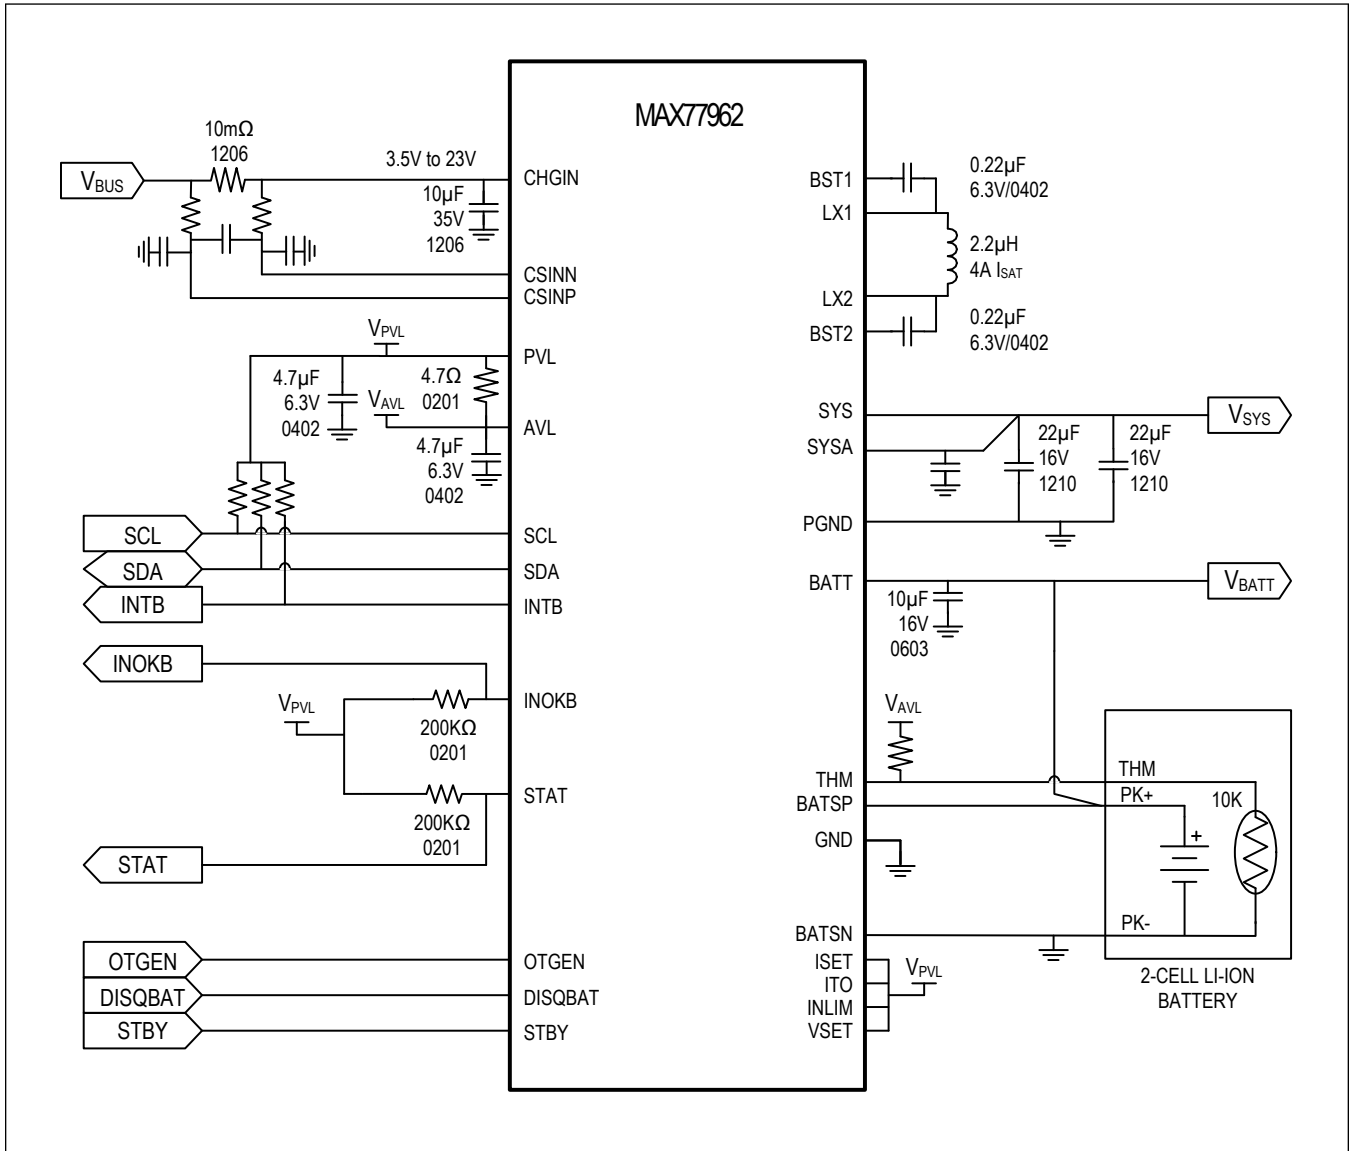 MAX77962
10mΩ
1206
VBUS
3.5V to 23V
CHGIN
10µF
35V
1206
CSINN
CSINP
VPVL
PVL
4.7µF
6.3V
0402
4.7Ω
0201
VAVL
AVL
4.7µF
6.3V
0402
SCL
SCL
SDA
SDA
INTB
INTB
INOKB
INOKB
VPVL
200KΩ
0201
STAT
200KΩ
0201
STAT
OTGEN
OTGEN
DISQBAT
DISQBAT
STBY
STBY
BST1
0.22µF
6.3V/0402
LX1
2.2µH
4A ISAT
LX2
BST2
0.22µF
6.3V/0402
SYS
VSYS
SYSA
22µF
16V
1210
22µF
16V
1210
PGND
BATT
VBATT
10µF
16V
0603
VAVL
THM
THM
BATSP
PK+
10K
+
GND
PK-
BATSN
ISET
ITO
INLIM
VSET
VPVL
2-CELL LI-ION
BATTERY